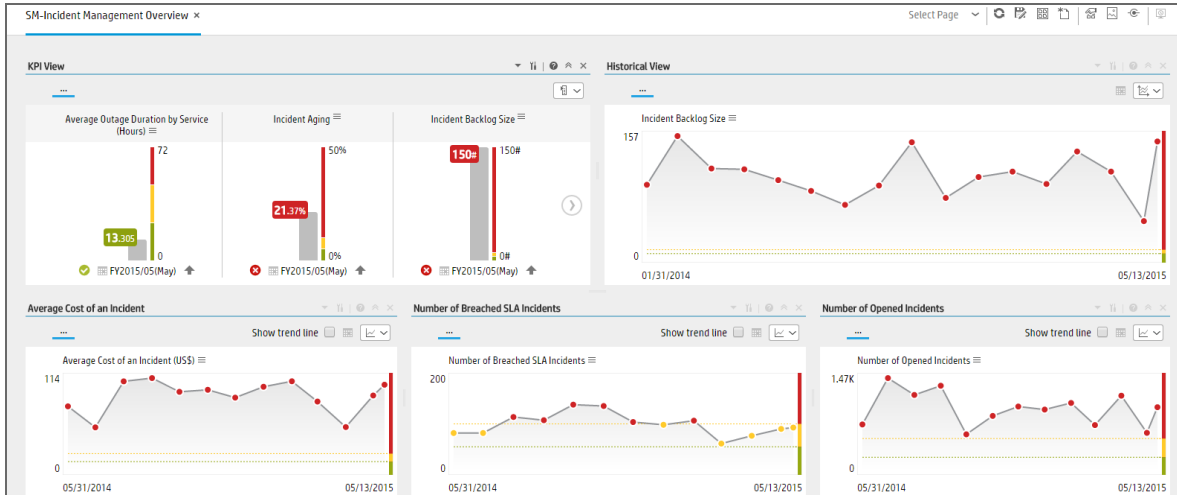 SM-Incident Management Overview ×
Select Page
KPI View
Historical View
...
...
Average Outage Duration by Service
(Hours)
72
13.305
0
FY2015/05(May)
Incident Aging
50%
21.37%
0%
FY2015/05(May)
Incident Backlog Size
150#
150#
0#
FY2015/05(May)
Incident Backlog Size
157
0
01/31/2014
05/13/2015
Average Cost of an Incident
Number of Breached SLA Incidents
Number of Opened Incidents
...
Show trend line
...
Show trend line
...
Show trend line
Average Cost of an Incident (US$)
114
0
05/31/2014
05/13/2015
Number of Breached SLA Incidents
200
0
05/31/2014
05/13/2015
Number of Opened Incidents
1.47K
0
05/31/2014
05/13/2015